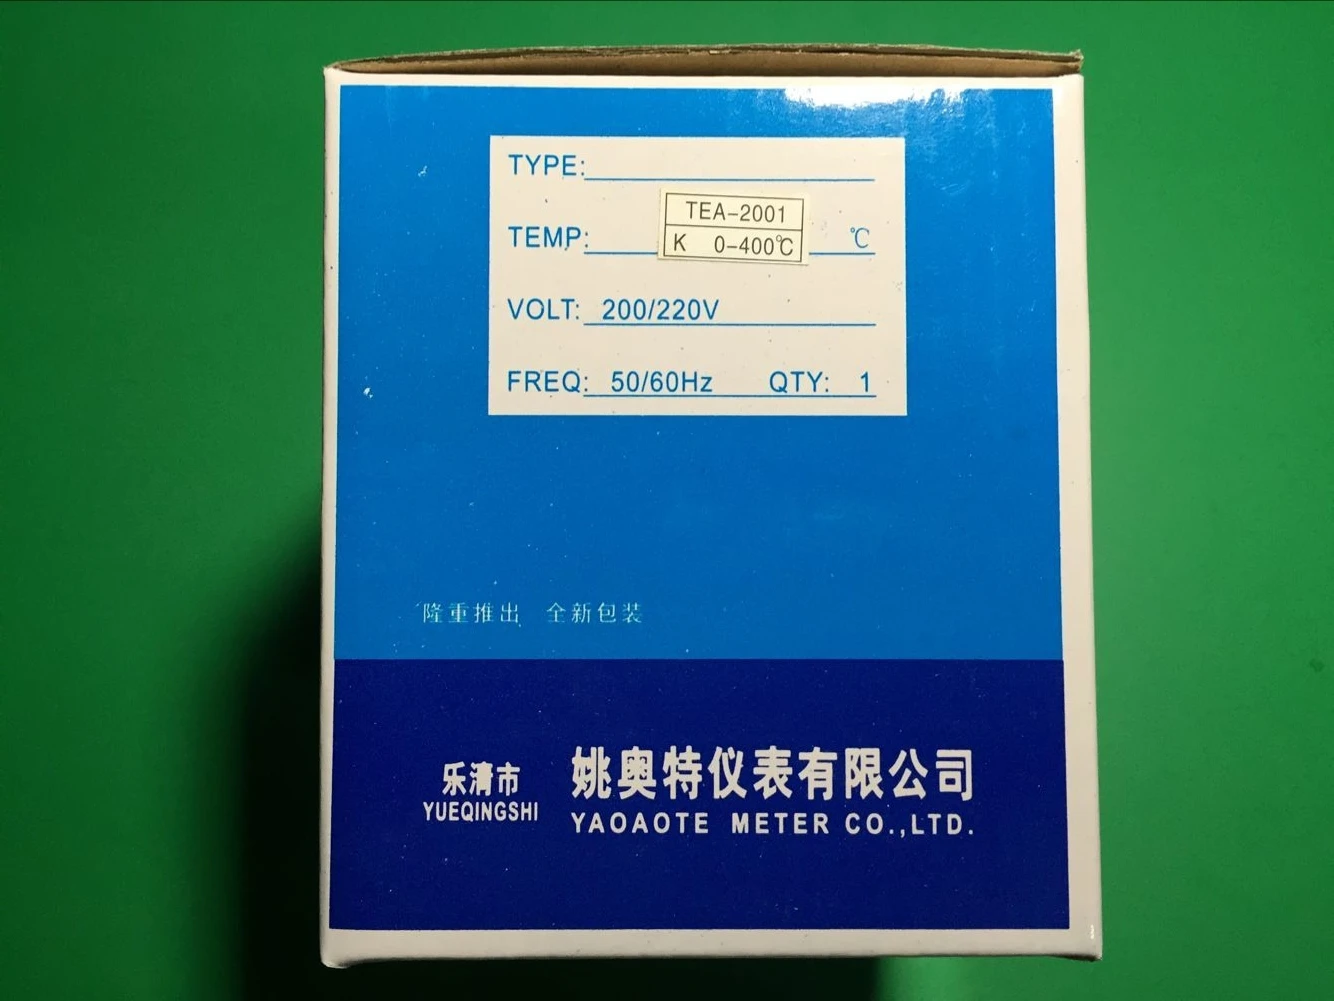 TYPE:
TEA-2001
TEMP: K 0-400℃ ℃
VOLT: 200/220V
FREQ: 50/60Hz QTY: 1
隆重推出 全新包装
乐清市 姚奥特仪表有限公司
YUEQINGSHI YAOAOTE METER CO.,LTD.